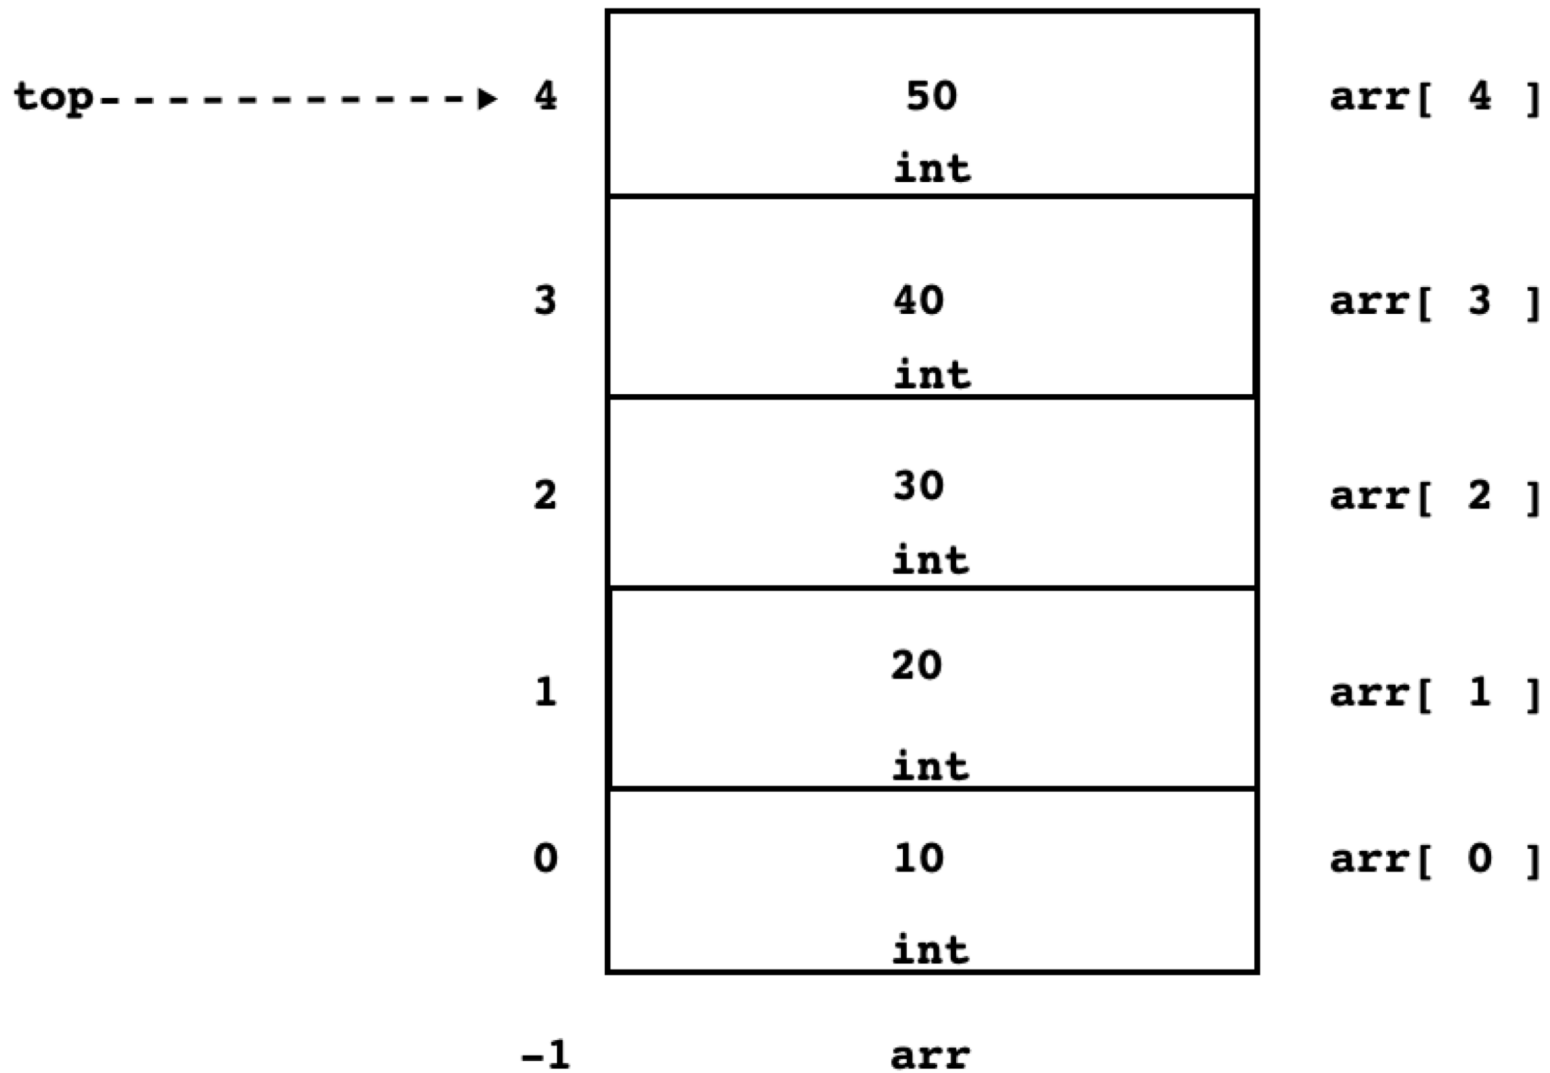 top 4 50 arr[ 4 ]
int
3 40 arr[ 3 ]
int
2 30 arr[ 2 ]
int
1 20 arr[ 1 ]
int
0 10 arr[ 0 ]
int
-1 arr